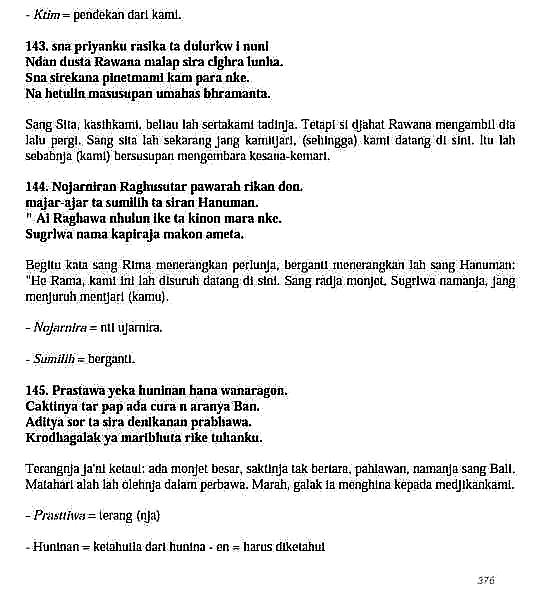 - Ktim = pendekan dari kami.
143. sna priyanku rasika ta dulurkw i nuni
Ndan dusta Rawana malap sira cighra lunha.
Sna sirekana pinetmami kam para nke.
Na hetulin masusupan umahas bhramanta.
Sang Sita, kasihkami, beliau lah sertakami tadinja. Tetapi si djahat Rawana mengambil dia
lalu pergi. Sang sita lah sekarang jang kamitjari, (sehingga) kami datang di sini. Itu lah
sebabnja (kami) bersusupan mengembara kesana-kemari.
144. Nojarniran Raghusutar pawarah rikan don.
majar-ajar ta sumilih ta siran Hanuman.
" Ai Raghawa nhulun ike ta kinon mara nke.
Sugriwa nama kapiraja makon ameta.
Begitu kata sang Rima menerangkan perlunja, berganti menerangkan lah sang Hanuman:
"He Rama, kami ini lah disuruh datang di sini. Sang radja monjet, Sugriwa namanja, jang
menjuruh mentjari (kamu).
- Nojarnira = nti ujarnira.
- Sumilih = berganti.
145. Prastawa yeka huninan hana wanaragon.
Caktinya tar pap ada cura n aranya Ban.
Aditya sor ta sira denikanan prabhawa.
Krodhagalak ya maribhuta rike tuhanku.
Terangnja ja'ni ketaui: ada monjet besar, saktinja tak bertara, pahlawan, namanja sang Bali.
Matahari alah lah olehnja dalam perbawa. Marah, galak ia menghina kepada medjikankami.
- Prasttiwa = terang (nja)
- Huninan = ketahuila dari hunina - en = harus diketahui
376